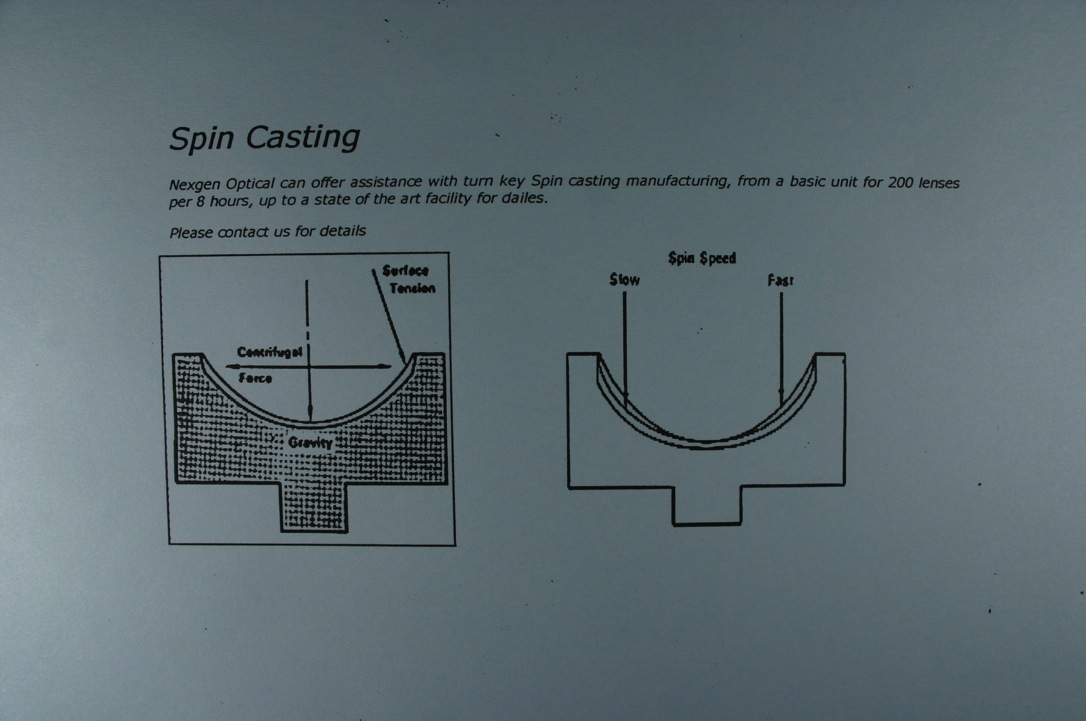 Spin Casting
Nexgen Optical can offer assistance with turn key Spin casting manufacturing, from a basic unit for 200 lenses
per 8 hours, up to a state of the art facility for dailes.
Please contact us for details
Surface
Tension
Centrifugal
Force
Gravity
Spin Speed
Slow
Fast